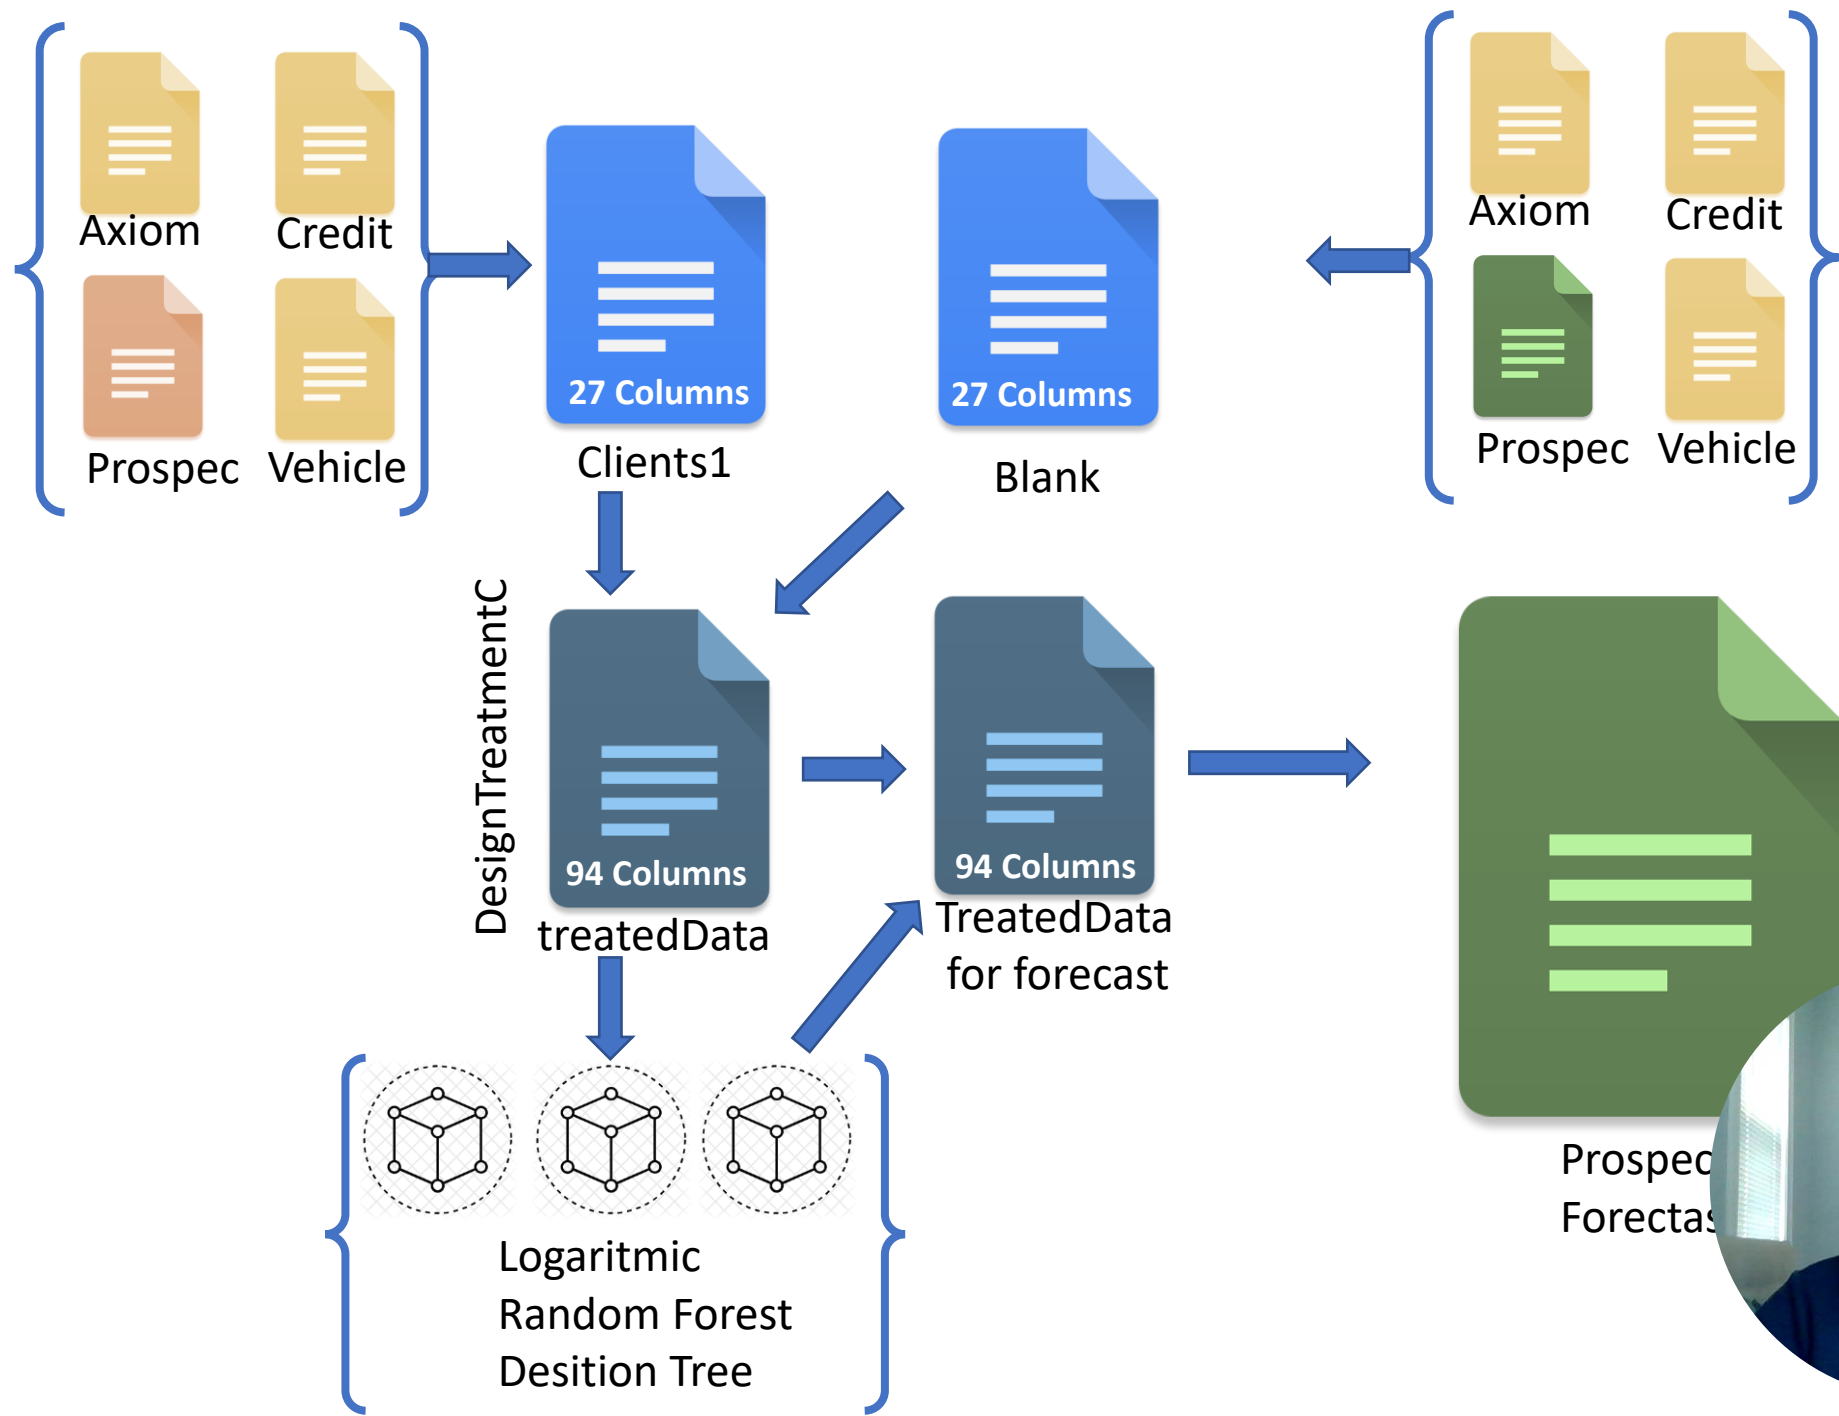 Axiom
Credit
Prospec
Vehicle
27 Columns
Clients1
27 Columns
Blank
Axiom
Credit
Prospec
Vehicle
DesignTreatmentC
94 Columns
treatedData
94 Columns
TreatedData
for forecast
Logaritmic
Random Forest
Desition Tree
Prospec